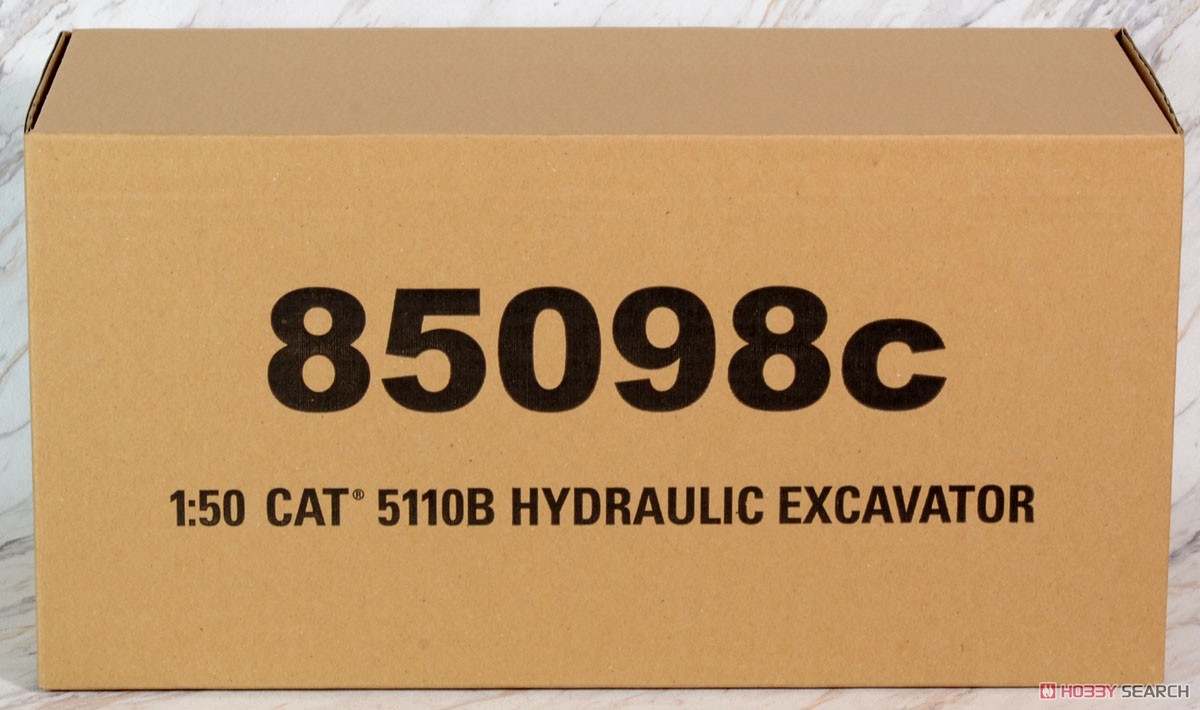 85098c
1:50 CAT® 5110B HYDRAULIC EXCAVATOR
HOBBY SEARCH